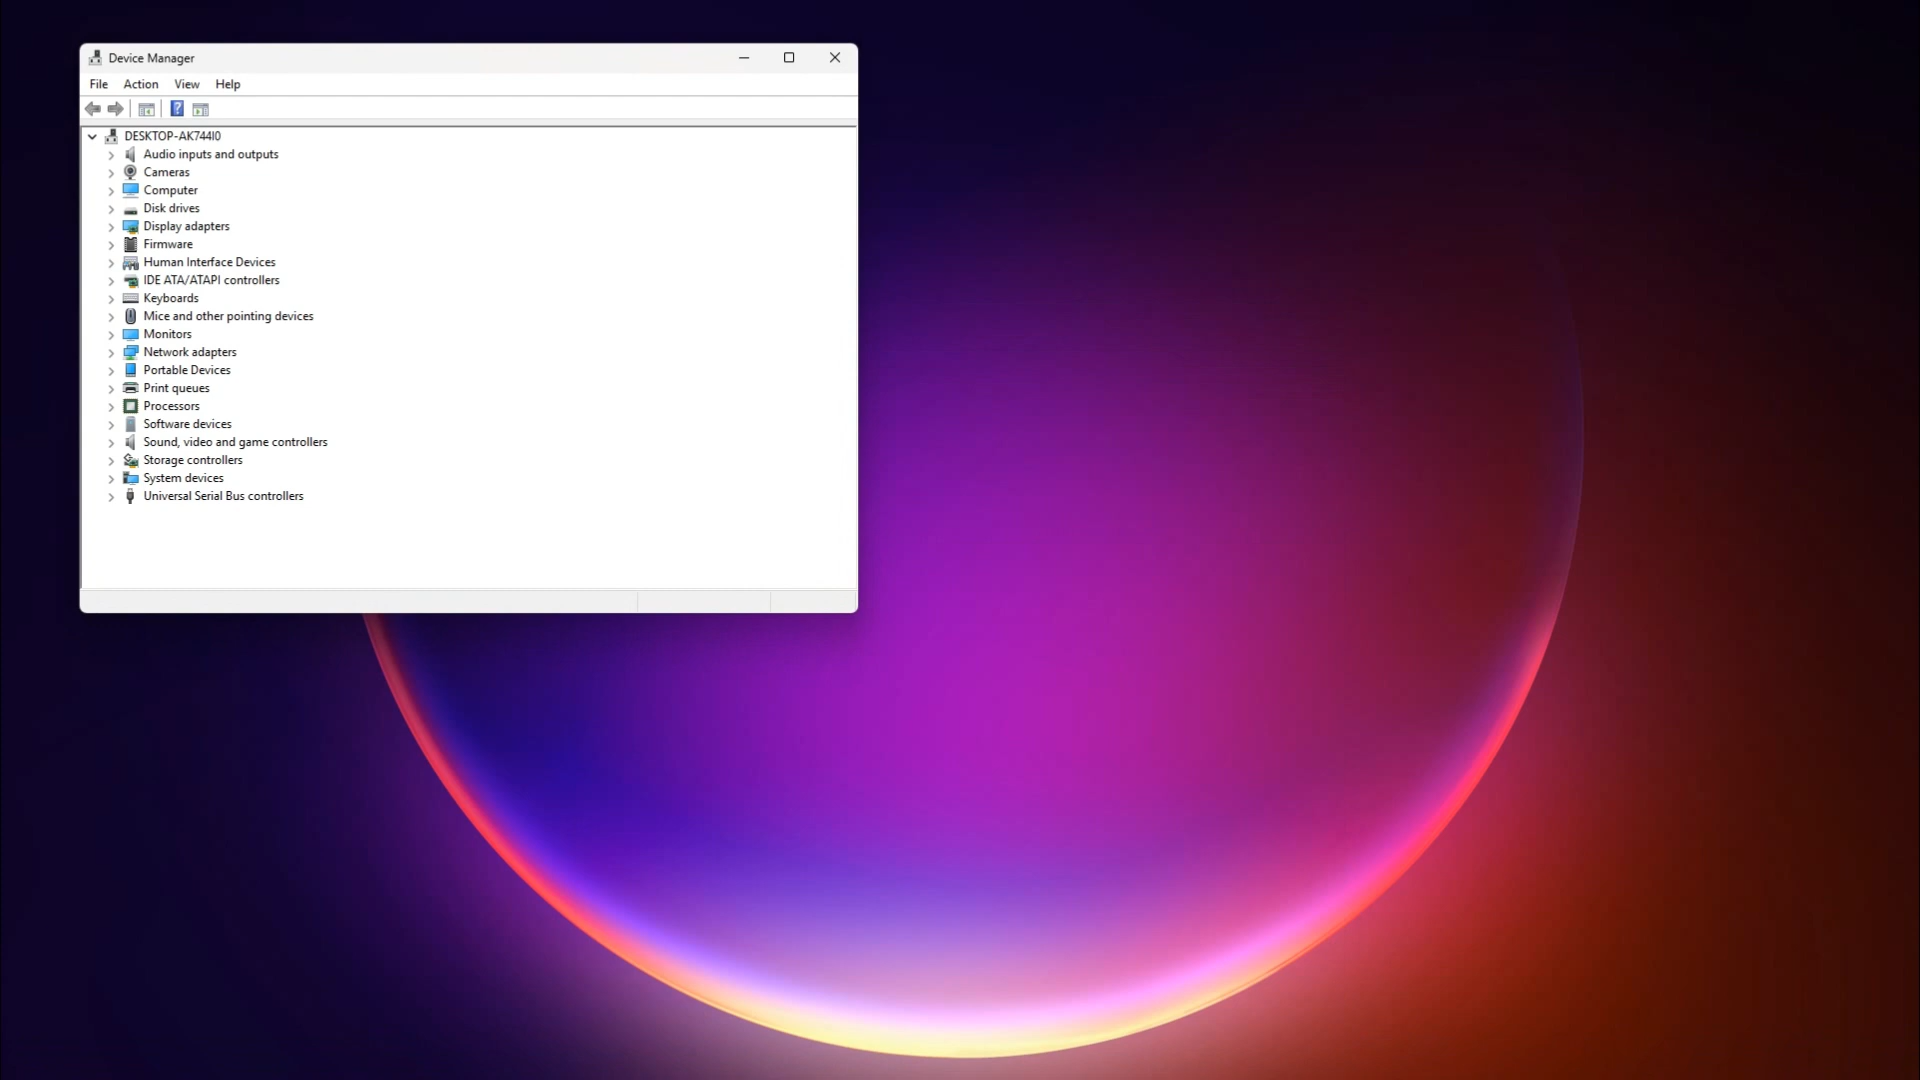 Device Manager
File Action View Help
DESKTOP-AK744I0
Audio inputs and outputs
Cameras
Computer
Disk drives
Display adapters
Firmware
Human Interface Devices
IDE ATA/ATAPI controllers
Keyboards
Mice and other pointing devices
Monitors
Network adapters
Portable Devices
Print queues
Processors
Software devices
Sound, video and game controllers
Storage controllers
System devices
Universal Serial Bus controllers